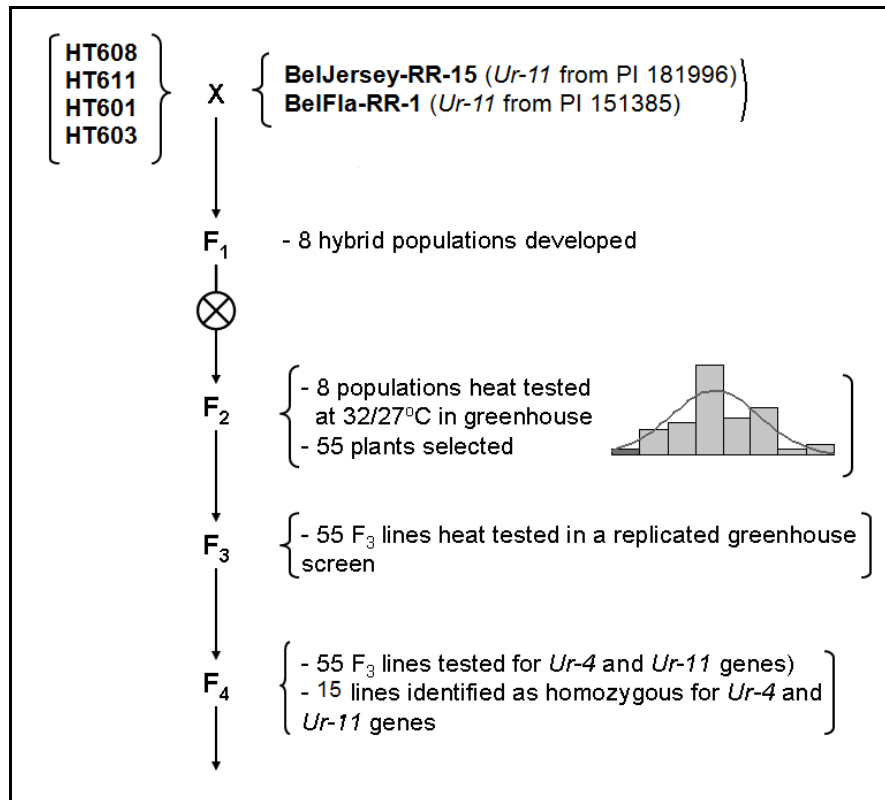 HT608
HT611
HT601
HT603
X
BelJersey-RR-15 (Ur-11 from PI 181996)
BelFla-RR-1 (Ur-11 from PI 151385)
F1
- 8 hybrid populations developed
F2
- 8 populations heat tested
at 32/27⁰C in greenhouse
- 55 plants selected
F3
- 55 F3 lines heat tested in a replicated greenhouse
screen
F4
- 55 F3 lines tested for Ur-4 and Ur-11 genes)
- 15 lines identified as homozygous for Ur-4 and
Ur-11 genes